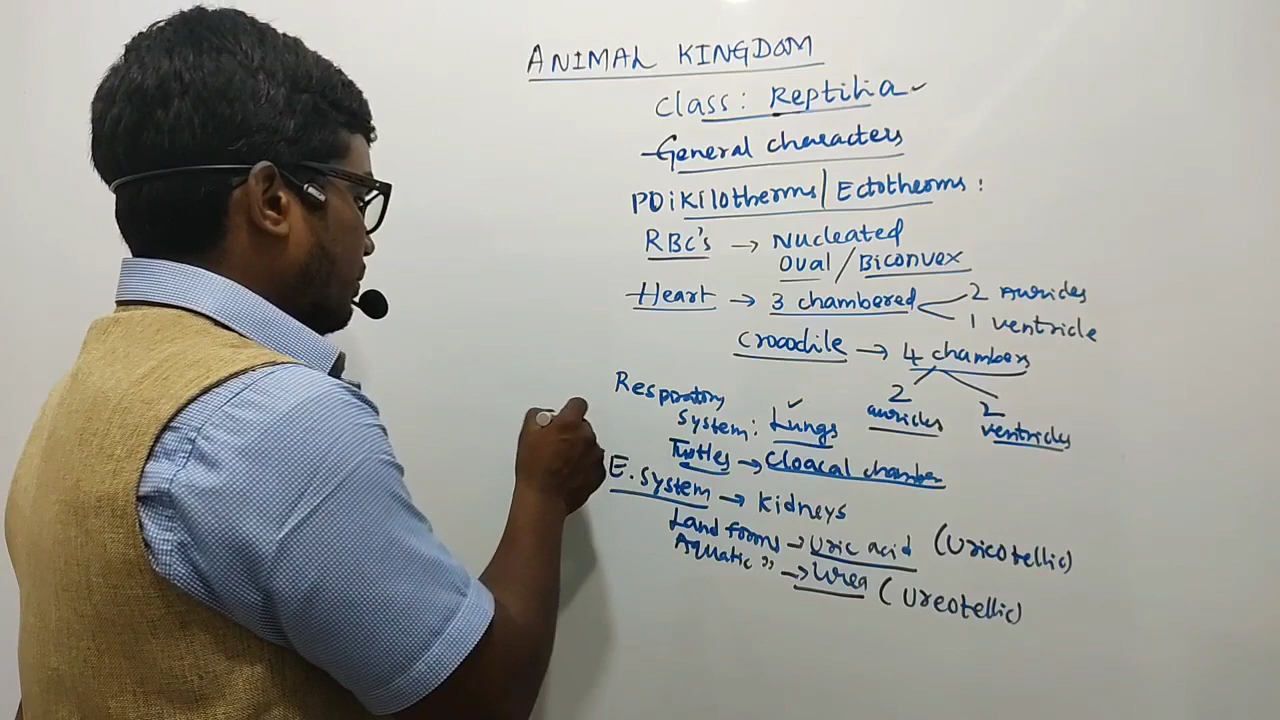 ANIMAL KINGDOM
Class: Reptilia ✓
General characters
POiKilotherms/Ectotherms:
RBC's → Nucleated
Oval / Biconvex
Heart → 3 chambered
2 Auricles
1 ventricle
Crocodile → 4 chambers
2 auricles
2 ventricles
Respiratory
System: Lungs ✓
Turtles → Cloacal chamber
E. System → Kidneys
Land forms → Uric acid (Uricotellic)
Aquatic " → Urea (Ureotellic)